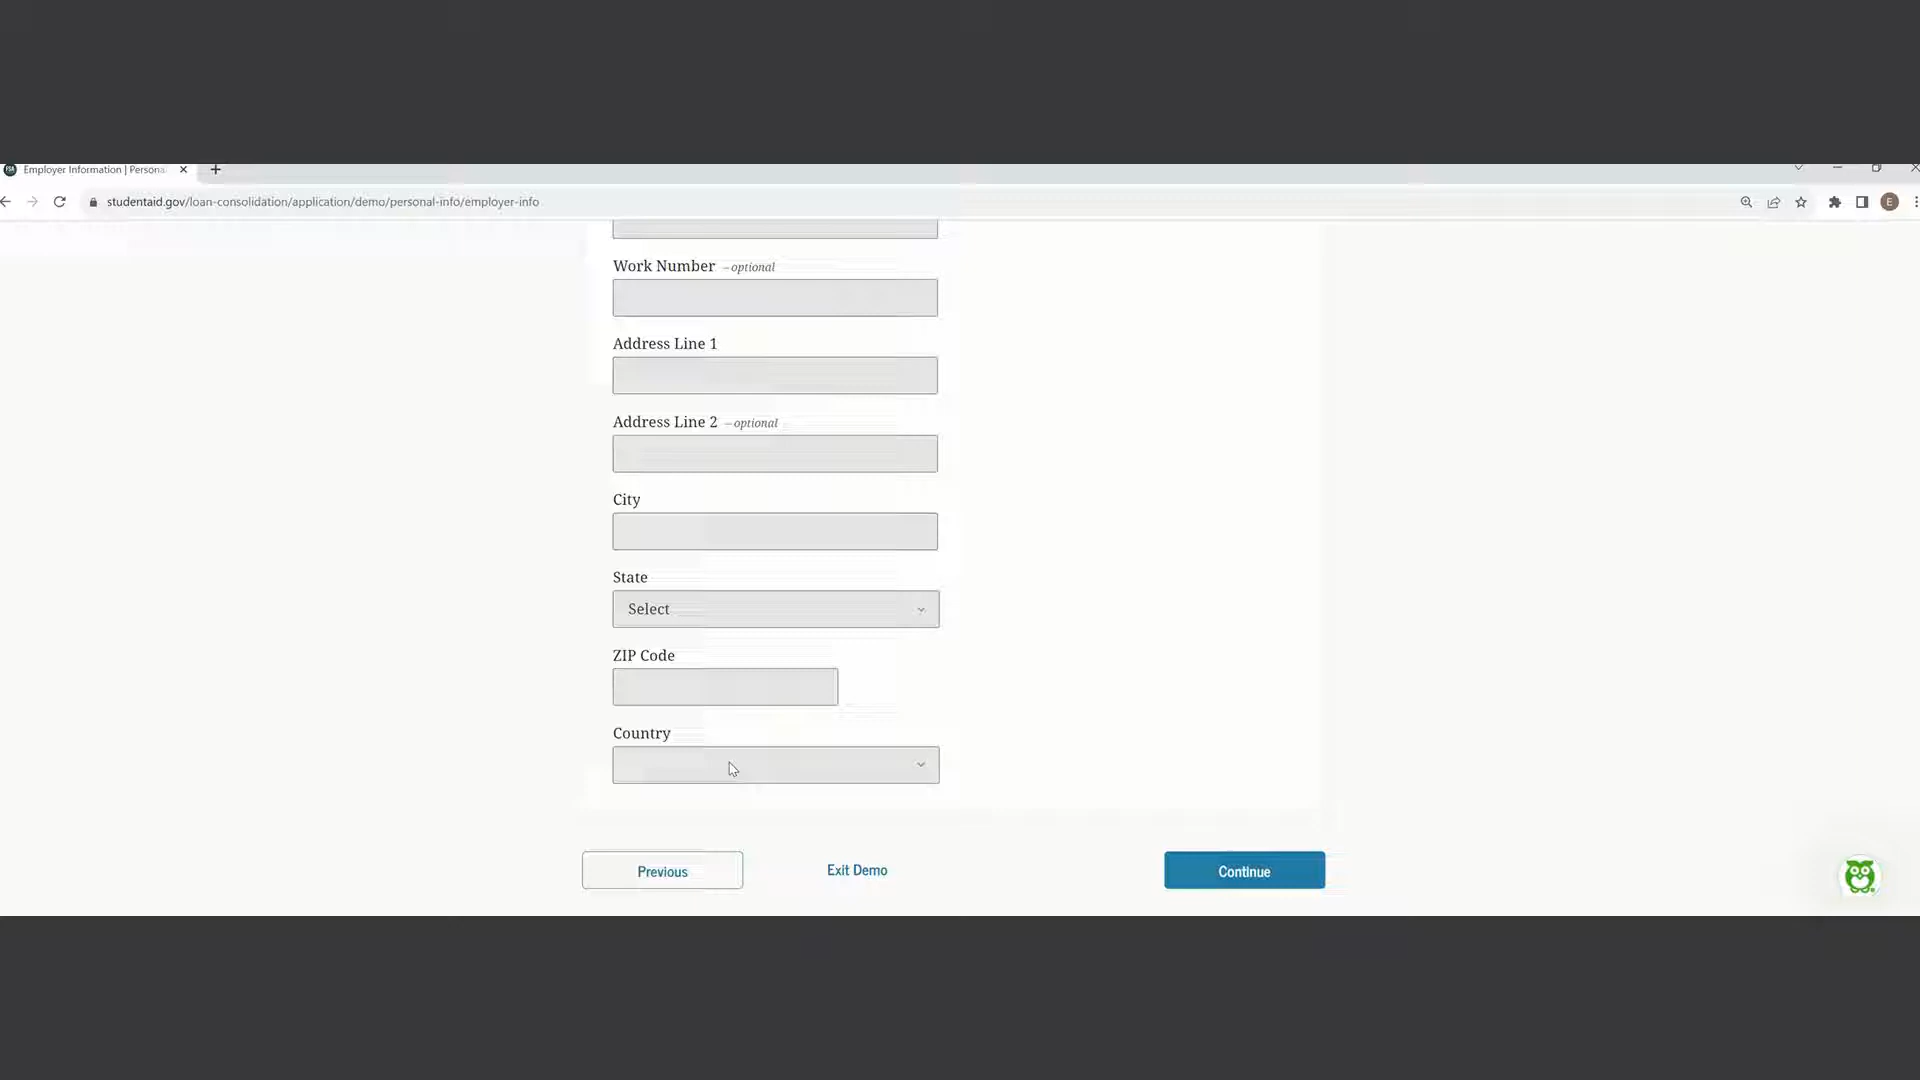 Employer Information | Persona
studentaid.gov/loan-consolidation/application/demo/personal-info/employer-info
E
Work Number – optional
Address Line 1
Address Line 2 – optional
City
State
Select
ZIP Code
Country
Previous
Exit Demo
Continue